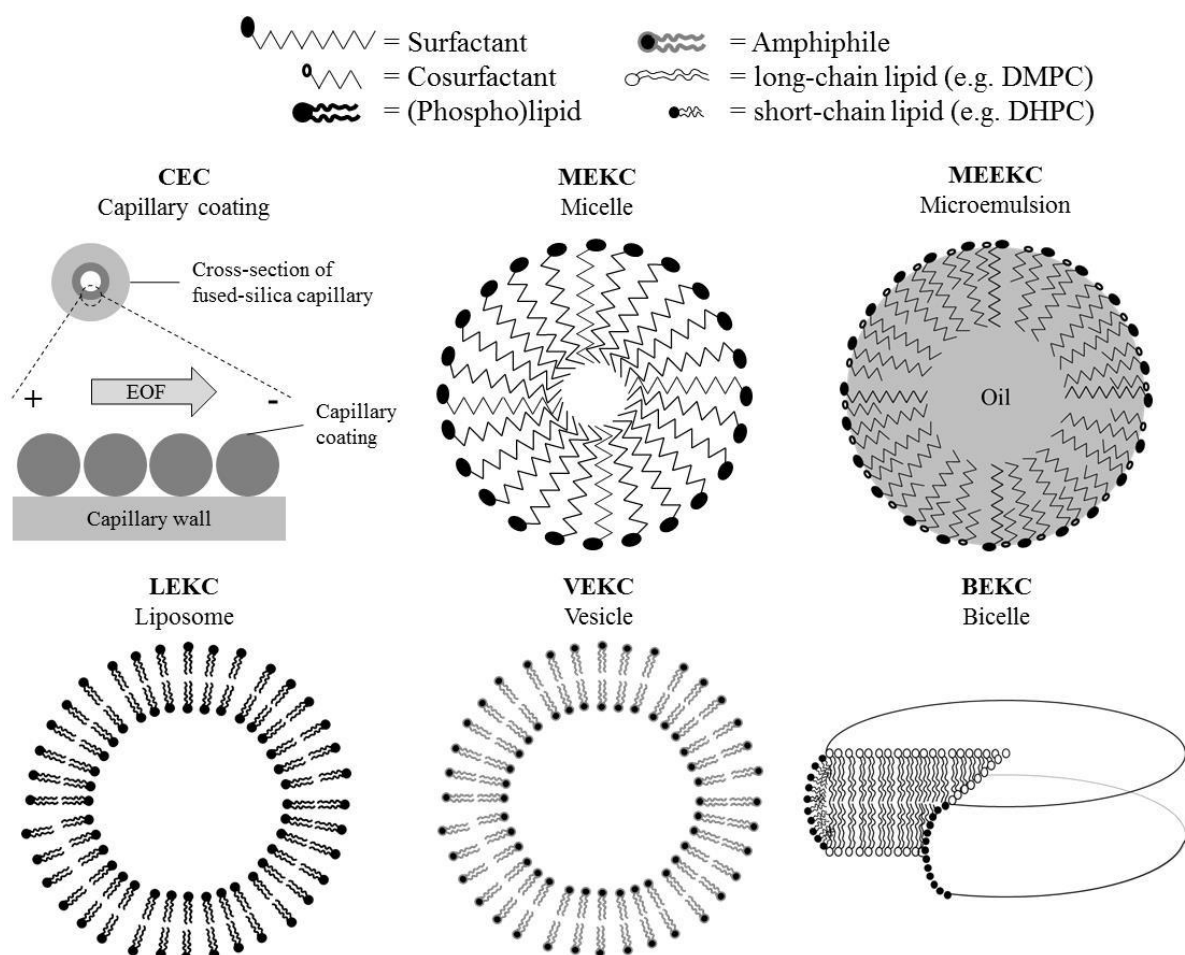 = Surfactant
= Amphiphile
= Cosurfactant
= long-chain lipid (e.g. DMPC)
= (Phospho)lipid
= short-chain lipid (e.g. DHPC)
CEC
Capillary coating
MEKC
Micelle
MEEKC
Microemulsion
Cross-section of
fused-silica capillary
+
EOF
-
Capillary
coating
Capillary wall
Oil
LEKC
Liposome
VEKC
Vesicle
BEKC
Bicelle